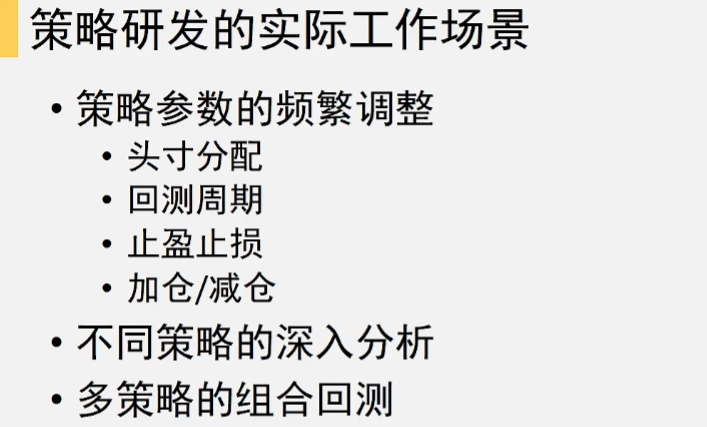 策略研发的实际工作场景
• 策略参数的频繁调整
• 头寸分配
• 回测周期
• 止盈止损
• 加仓/减仓
• 不同策略的深入分析
• 多策略的组合回测